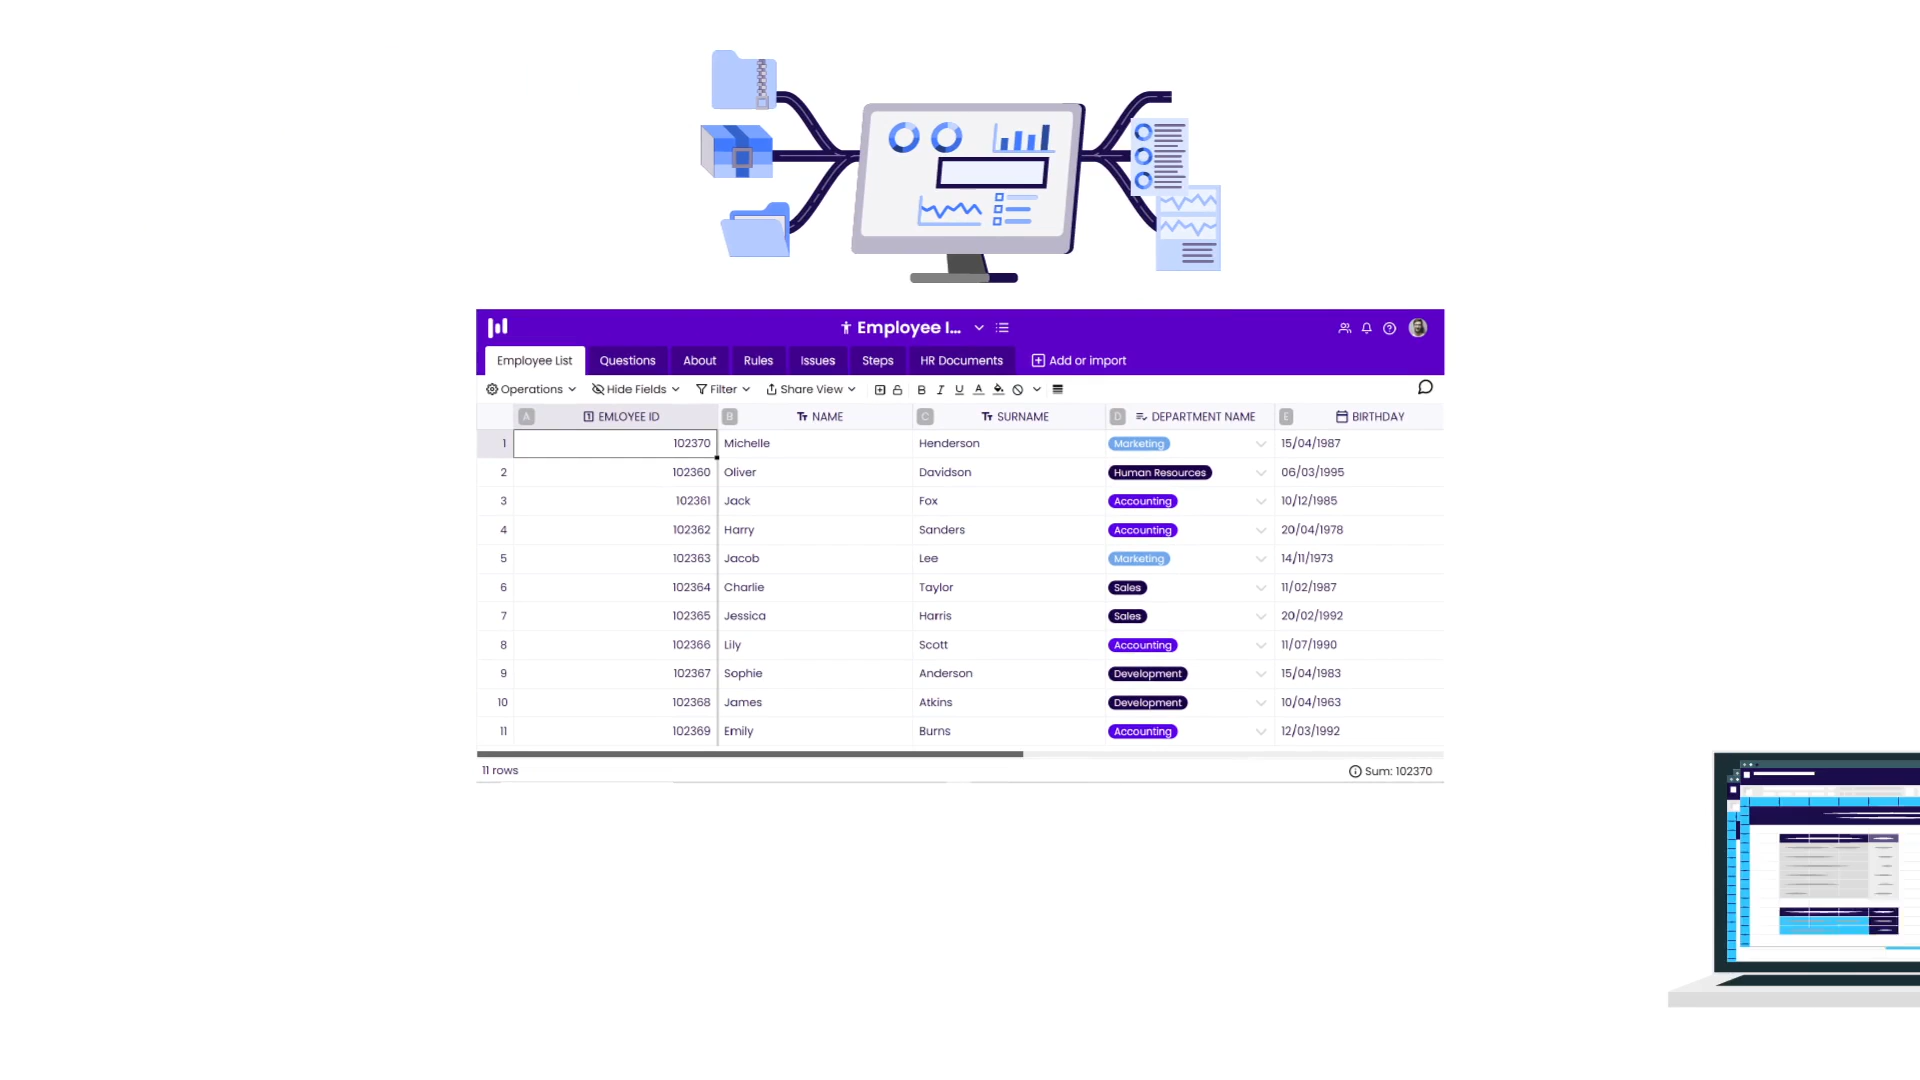 Employee I...
Employee List Questions About Rules Issues Steps HR Documents Add or import
Operations Hide Fields Filter Share View B I U A
A EMLOYEE ID B Tr NAME C Tr SURNAME D DEPARTMENT NAME E BIRTHDAY
1 102370 Michelle Henderson Marketing 15/04/1987
2 102360 Oliver Davidson Human Resources 06/03/1995
3 102361 Jack Fox Accounting 10/12/1985
4 102362 Harry Sanders Accounting 20/04/1978
5 102363 Jacob Lee Marketing 14/11/1973
6 102364 Charlie Taylor Sales 11/02/1987
7 102365 Jessica Harris Sales 20/02/1992
8 102366 Lily Scott Accounting 11/07/1990
9 102367 Sophie Anderson Development 15/04/1983
10 102368 James Atkins Development 10/04/1963
11 102369 Emily Burns Accounting 12/03/1992
11 rows Sum: 102370